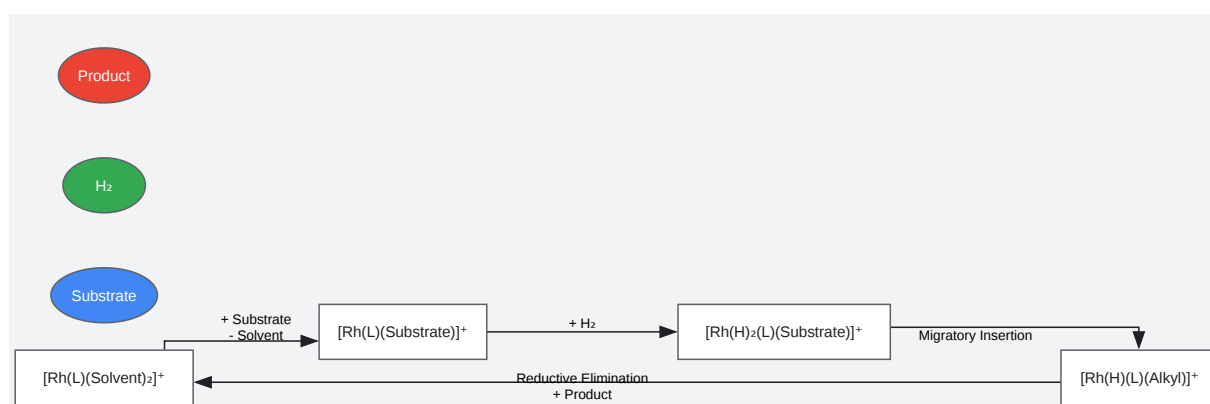 Product
H₂
Substrate
+ Substrate
- Solvent
[Rh(L)(Substrate)]⁺
+ H₂
[Rh(H)₂(L)(Substrate)]⁺
Migratory Insertion
[Rh(L)(Solvent)₂]⁺
Reductive Elimination
+ Product
[Rh(H)(L)(Alkyl)]⁺